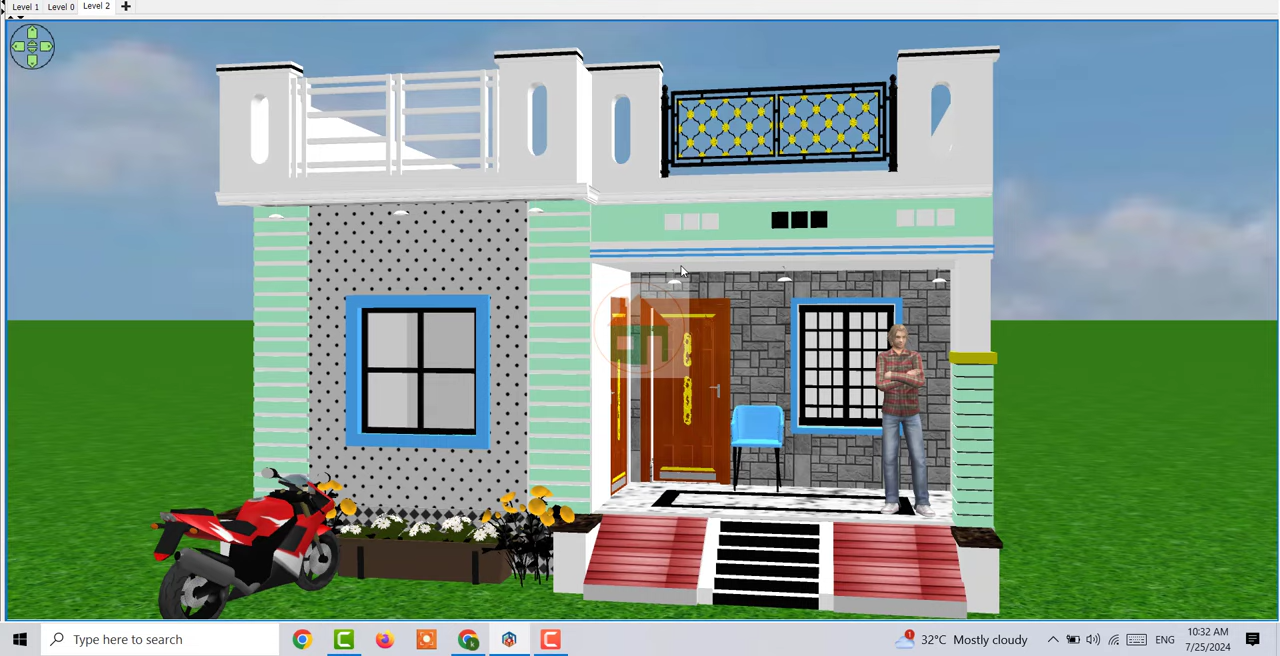 Level 1 Level 0 Level 2
Type here to search
32°C Mostly cloudy
ENG
10:32 AM
7/25/2024
1